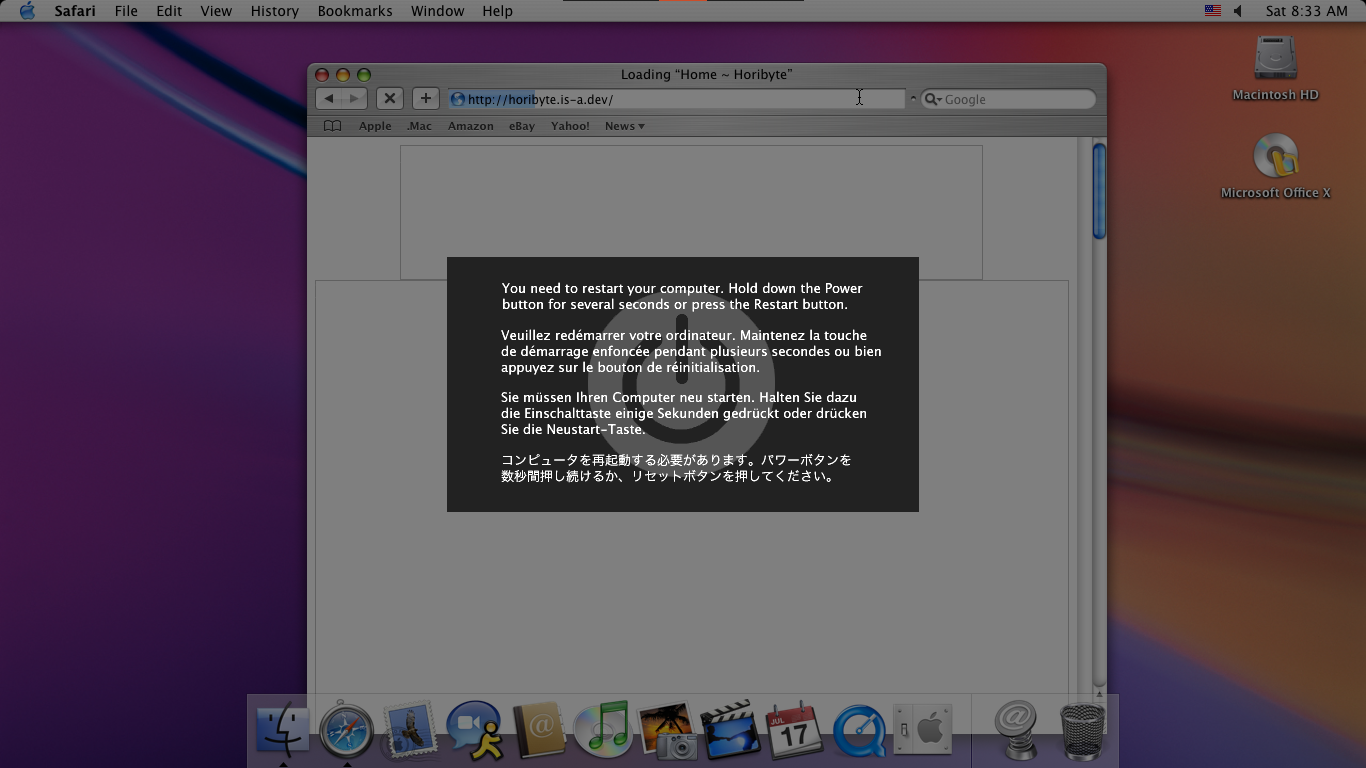 Safari File Edit View History Bookmarks Window Help Sat 8:33 AM
Loading “Home ~ Horibyte”
http://horibyte.is-a.dev/ Google
Apple .Mac Amazon eBay Yahoo! News
Macintosh HD
Microsoft Office X
You need to restart your computer. Hold down the Power
button for several seconds or press the Restart button.
Veuillez redémarrer votre ordinateur. Maintenez la touche
de démarrage enfoncée pendant plusieurs secondes ou bien
appuyez sur le bouton de réinitialisation.
Sie müssen Ihren Computer neu starten. Halten Sie dazu
die Einschalttaste einige Sekunden gedrückt oder drücken
Sie die Neustart-Taste.
コンピュータを再起動する必要があります。パワーボタンを
数秒間押し続けるか、リセットボタンを押してください。
JUL
17